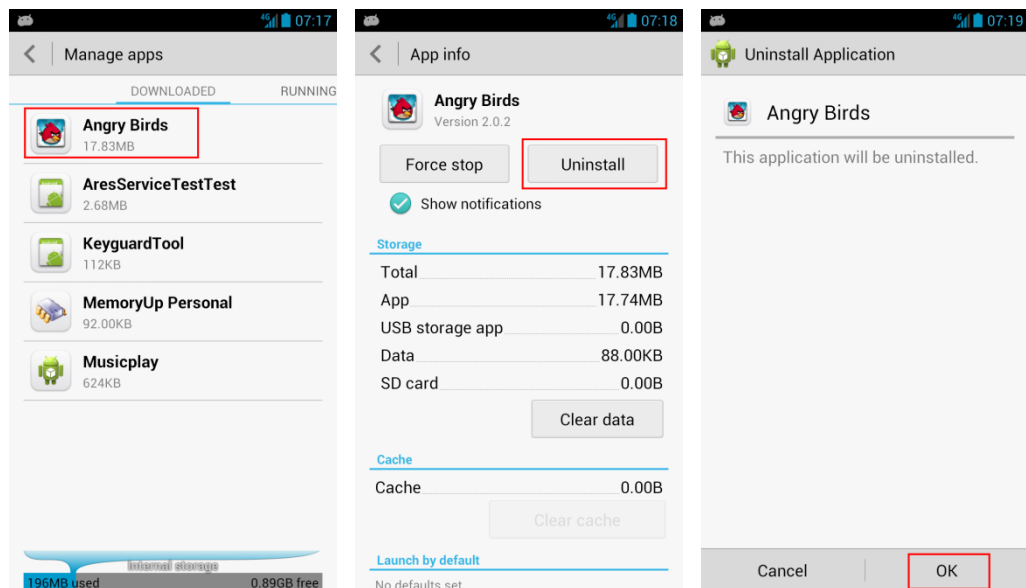 4G 07:17
Manage apps
DOWNLOADED RUNNING
Angry Birds
17.83MB
AresServiceTestTest
2.68MB
KeyguardTool
112KB
MemoryUp Personal
92.00KB
Musicplay
624KB
Internal storage
196MB used 0.89GB free
4G 07:18
App info
Angry Birds
Version 2.0.2
Force stop Uninstall
Show notifications
Storage
Total 17.83MB
App 17.74MB
USB storage app 0.00B
Data 88.00KB
SD card 0.00B
Clear data
Cache
Cache 0.00B
Clear cache
Launch by default
No defaults set
4G 07:19
Uninstall Application
Angry Birds
This application will be uninstalled.
Cancel OK